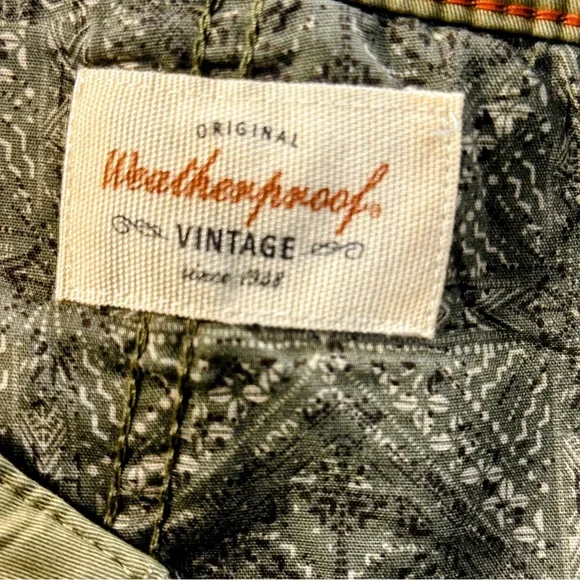 ORIGINAL
Weatherproof®
VINTAGE
since 1948